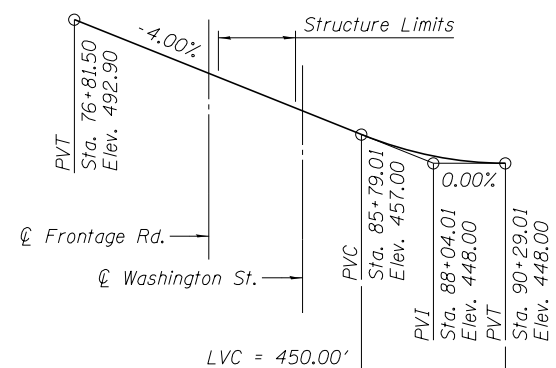 Structure Limits
-4.00%
PVT
Sta. 76+81.50
Elev. 492.90
℄ Frontage Rd.
℄ Washington St.
PVC
Sta. 85+79.01
Elev. 457.00
0.00%
PVI
Sta. 88+04.01
Elev. 448.00
PVT
Sta. 90+29.01
Elev. 448.00
LVC = 450.00'